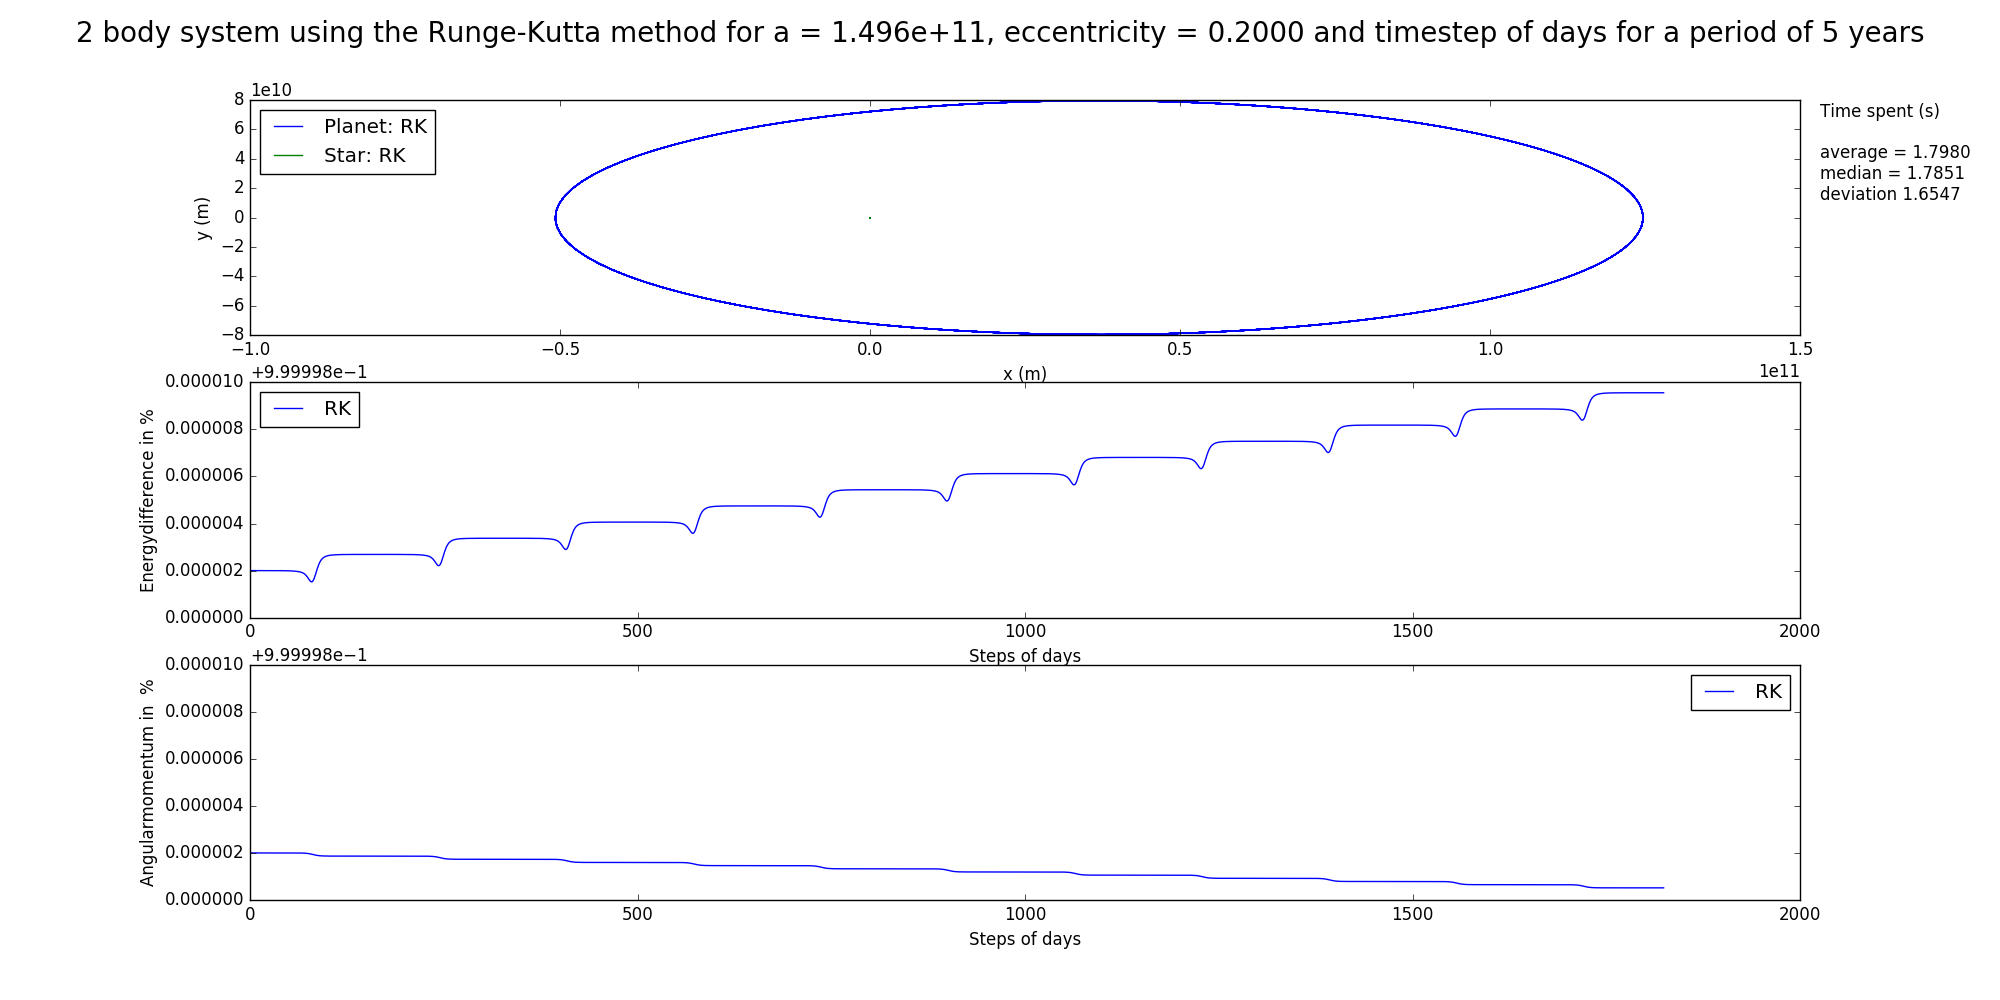 2 body system using the Runge-Kutta method for a = 1.496e+11, eccentricity = 0.2000 and timestep of days for a period of 5 years
1e10
8
6
4
2
0
−2
−4
−6
−8
y (m)
Planet: RK
Star: RK
−1.0 −0.5 0.0 0.5 1.0 1.5
x (m)
1e11
Time spent (s)
average = 1.7980
median = 1.7851
deviation 1.6547
+9.99998e−1
0.000010
0.000008
0.000006
0.000004
0.000002
0.000000
Energydifference in %
RK
0 500 1000 1500 2000
Steps of days
+9.99998e−1
0.000010
0.000008
0.000006
0.000004
0.000002
0.000000
Angularmomentum in %
RK
0 500 1000 1500 2000
Steps of days